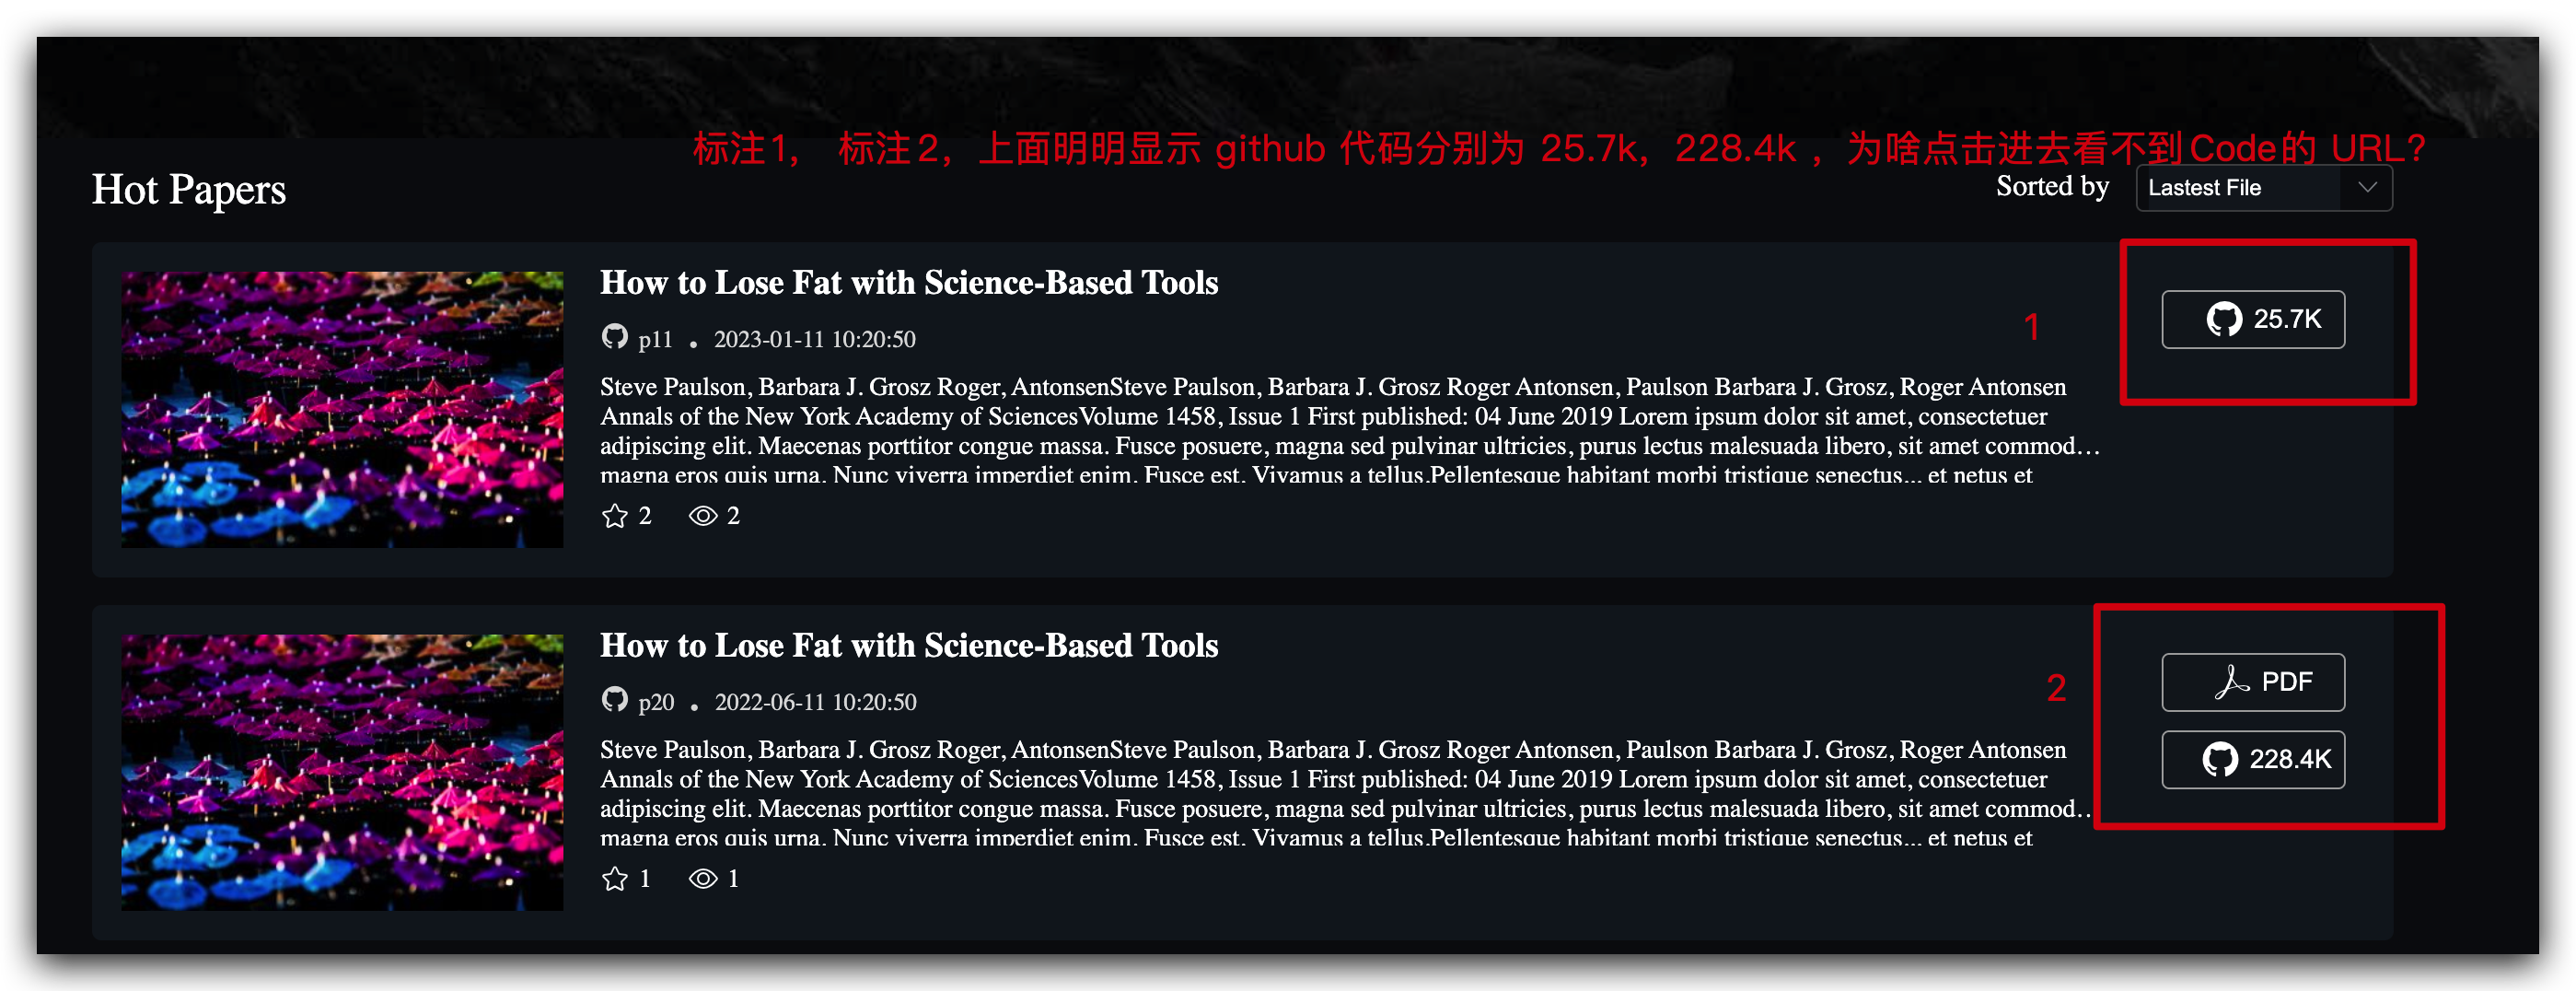 标注1， 标注2，上面明明显示 github 代码分别为 25.7k，228.4k ，为啥点击进去看不到Code的 URL？
Hot Papers
Sorted by
Lastest File
How to Lose Fat with Science-Based Tools
p11 • 2023-01-11 10:20:50
1
25.7K
Steve Paulson, Barbara J. Grosz Roger, AntonsenSteve Paulson, Barbara J. Grosz Roger Antonsen, Paulson Barbara J. Grosz, Roger Antonsen
Annals of the New York Academy of SciencesVolume 1458, Issue 1 First published: 04 June 2019 Lorem ipsum dolor sit amet, consectetuer
adipiscing elit. Maecenas porttitor congue massa. Fusce posuere, magna sed pulvinar ultricies, purus lectus malesuada libero, sit amet commod…
magna eros quis urna. Nunc viverra imperdiet enim. Fusce est. Vivamus a tellus.Pellentesque habitant morbi tristique senectus... et netus et
2 2
How to Lose Fat with Science-Based Tools
p20 • 2022-06-11 10:20:50
2
PDF
228.4K
Steve Paulson, Barbara J. Grosz Roger, AntonsenSteve Paulson, Barbara J. Grosz Roger Antonsen, Paulson Barbara J. Grosz, Roger Antonsen
Annals of the New York Academy of SciencesVolume 1458, Issue 1 First published: 04 June 2019 Lorem ipsum dolor sit amet, consectetuer
adipiscing elit. Maecenas porttitor congue massa. Fusce posuere, magna sed pulvinar ultricies, purus lectus malesuada libero, sit amet commod..
magna eros quis urna. Nunc viverra imperdiet enim. Fusce est. Vivamus a tellus.Pellentesque habitant morbi tristique senectus... et netus et
1 1